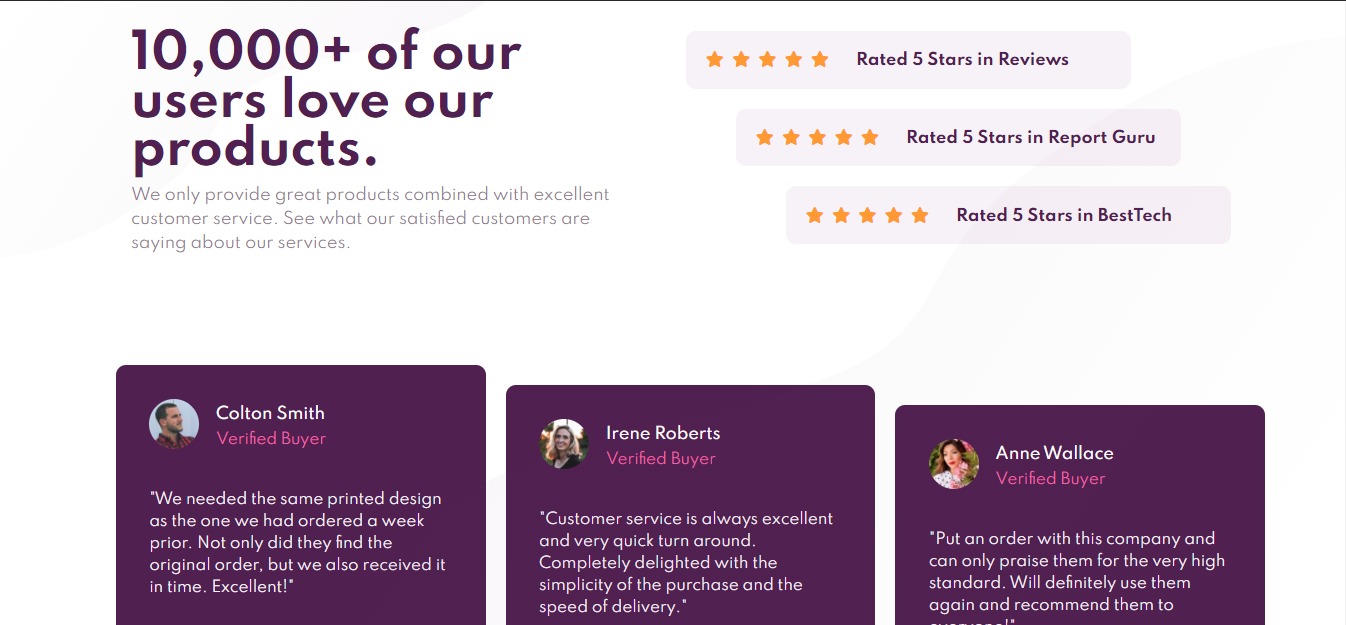 10,000+ of our
users love our
products.
We only provide great products combined with excellent
customer service. See what our satisfied customers are
saying about our services.
Rated 5 Stars in Reviews
Rated 5 Stars in Report Guru
Rated 5 Stars in BestTech
Colton Smith
Verified Buyer
"We needed the same printed design
as the one we had ordered a week
prior. Not only did they find the
original order, but we also received it
in time. Excellent!"
Irene Roberts
Verified Buyer
"Customer service is always excellent
and very quick turn around.
Completely delighted with the
simplicity of the purchase and the
speed of delivery."
Anne Wallace
Verified Buyer
"Put an order with this company and
can only praise them for the very high
standard. Will definitely use them
again and recommend them to
everyone!"